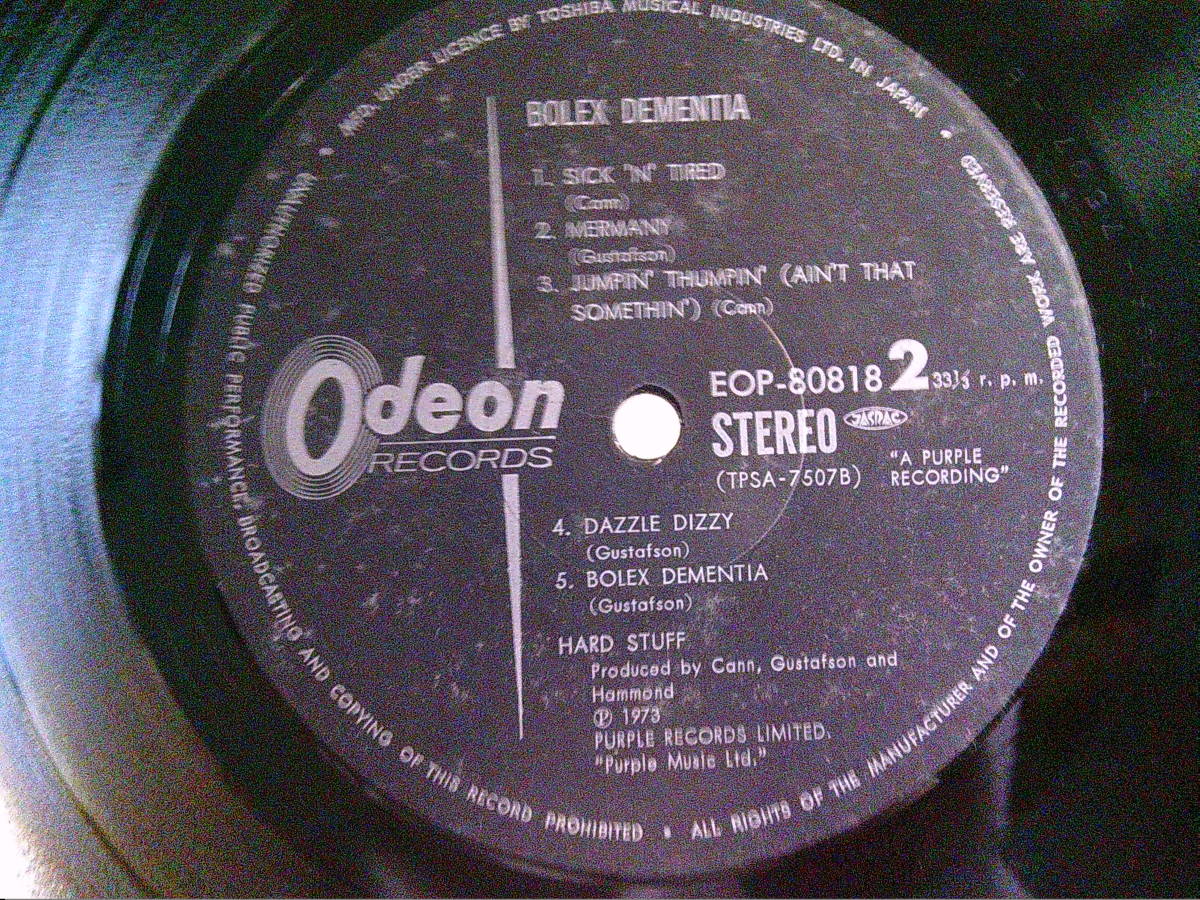 MFD. UNDER LICENCE BY TOSHIBA MUSICAL INDUSTRIES LTD. IN JAPAN
BOLEX DEMENTIA
1. SICK 'N' TIRED
(Cann)
2. MERMANY
(Gustafson)
3. JUMPIN' THUMPIN' (AIN'T THAT
SOMETHIN') (Cann)
Odeon
RECORDS
EOP-80818 2 33⅓ r. p. m.
STEREO JASRAC
(TPSA-7507B)
"A PURPLE
RECORDING"
4. DAZZLE DIZZY
(Gustafson)
5. BOLEX DEMENTIA
(Gustafson)
HARD STUFF
Produced by Cann, Gustafson and
Hammond
Ⓟ 1973
PURPLE RECORDS LIMITED.
"Purple Music Ltd."
ALL RIGHTS OF THE MANUFACTURER AND OF THE OWNER OF THE RECORDED WORK ARE RESERVED
UNAUTHORIZED PUBLIC PERFORMANCE, BROADCASTING AND COPYING OF THIS RECORD PROHIBITED